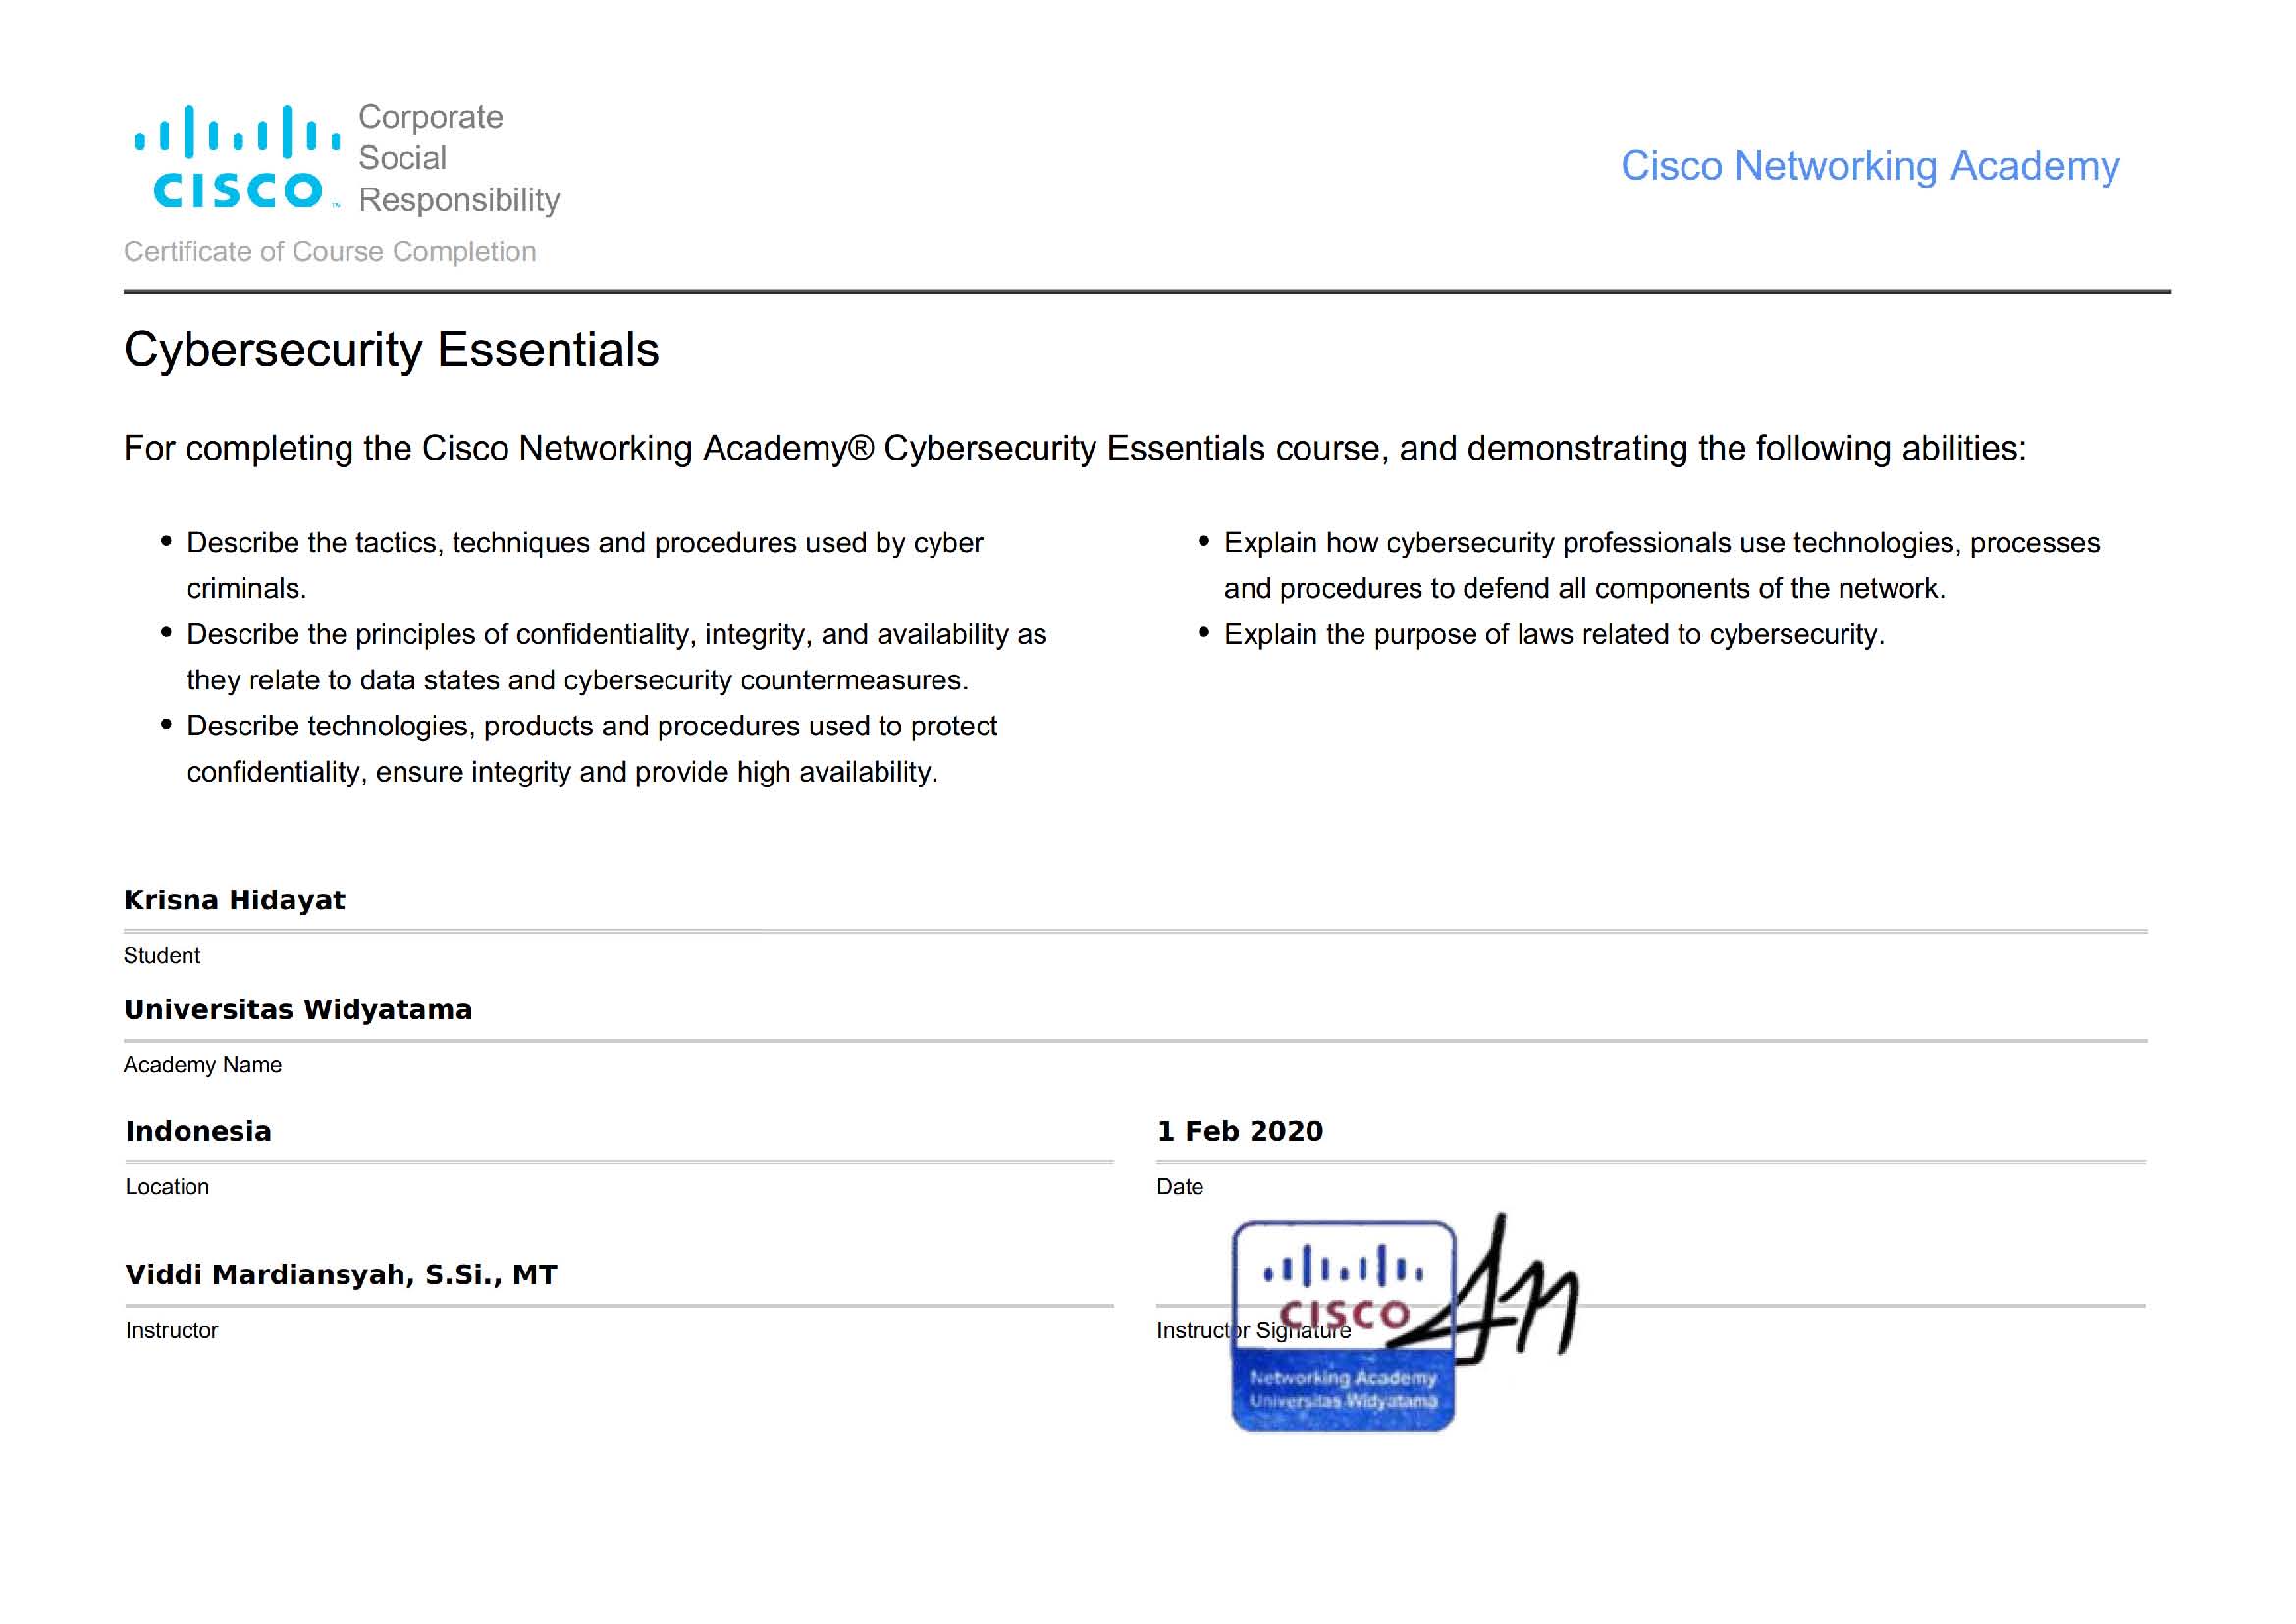 Corporate
Social
Responsibility
CISCO
Certificate of Course Completion
Cisco Networking Academy
Cybersecurity Essentials
For completing the Cisco Networking Academy® Cybersecurity Essentials course, and demonstrating the following abilities:
• Describe the tactics, techniques and procedures used by cyber
criminals.
• Describe the principles of confidentiality, integrity, and availability as
they relate to data states and cybersecurity countermeasures.
• Describe technologies, products and procedures used to protect
confidentiality, ensure integrity and provide high availability.
• Explain how cybersecurity professionals use technologies, processes
and procedures to defend all components of the network.
• Explain the purpose of laws related to cybersecurity.
Krisna Hidayat
Student
Universitas Widyatama
Academy Name
Indonesia
Location
1 Feb 2020
Date
Viddi Mardiansyah, S.Si., MT
Instructor
Instructor Signature
CISCO
Networking Academy
Universitas Widyatama